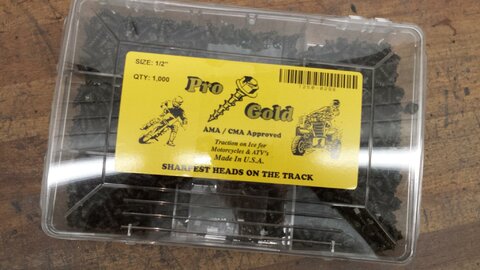 SIZE: 1/2"
QTY: 1,000
Pro
Gold
AMA / CMA Approved
Traction on Ice for
Motorcycles & ATV's
Made In U.S.A.
SHARPEST HEADS ON THE TRACK